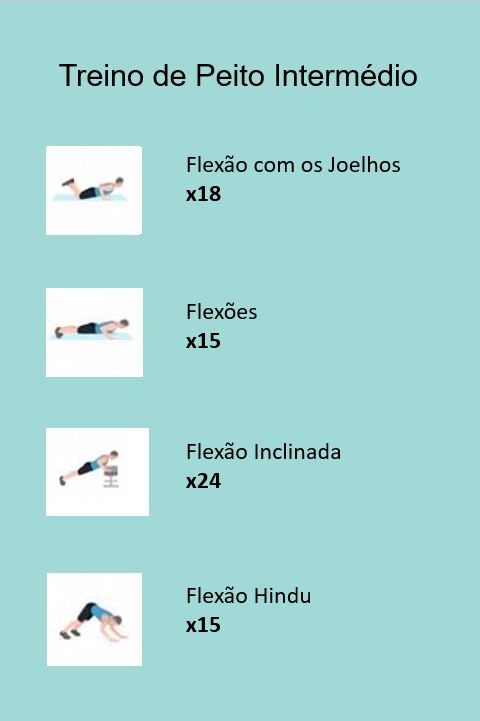 Treino de Peito Intermédio
Flexão com os Joelhos
x18
Flexões
x15
Flexão Inclinada
x24
Flexão Hindu
x15